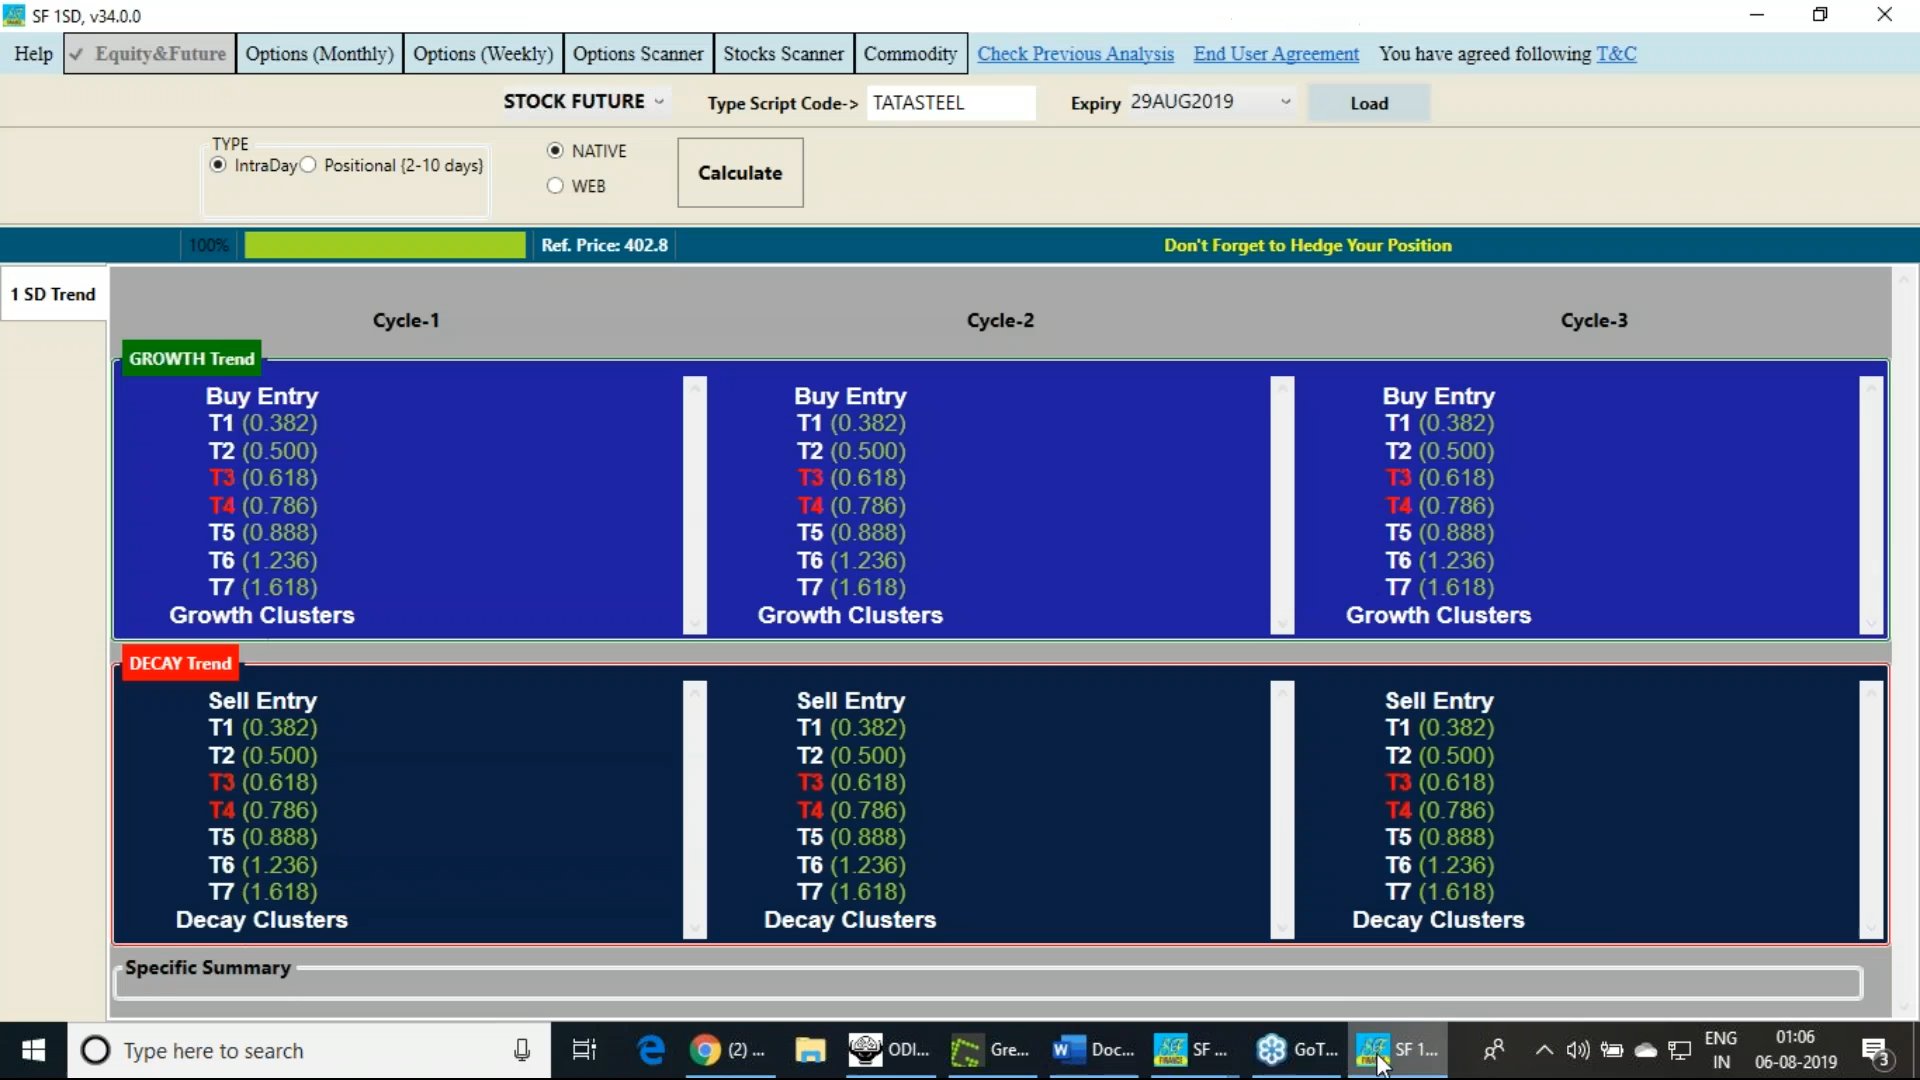 SF 1SD, v34.0.0
Help ✓ Equity&Future Options (Monthly) Options (Weekly) Options Scanner Stocks Scanner Commodity Check Previous Analysis End User Agreement You have agreed following T&C
STOCK FUTURE Type Script Code-> TATASTEEL Expiry 29AUG2019 Load
TYPE
IntraDay Positional {2-10 days}
NATIVE
WEB
Calculate
100% Ref. Price: 402.8 Don't Forget to Hedge Your Position
1 SD Trend
Cycle-1 Cycle-2 Cycle-3
GROWTH Trend
Buy Entry Buy Entry Buy Entry
T1 (0.382) T1 (0.382) T1 (0.382)
T2 (0.500) T2 (0.500) T2 (0.500)
T3 (0.618) T3 (0.618) T3 (0.618)
T4 (0.786) T4 (0.786) T4 (0.786)
T5 (0.888) T5 (0.888) T5 (0.888)
T6 (1.236) T6 (1.236) T6 (1.236)
T7 (1.618) T7 (1.618) T7 (1.618)
Growth Clusters Growth Clusters Growth Clusters
DECAY Trend
Sell Entry Sell Entry Sell Entry
T1 (0.382) T1 (0.382) T1 (0.382)
T2 (0.500) T2 (0.500) T2 (0.500)
T3 (0.618) T3 (0.618) T3 (0.618)
T4 (0.786) T4 (0.786) T4 (0.786)
T5 (0.888) T5 (0.888) T5 (0.888)
T6 (1.236) T6 (1.236) T6 (1.236)
T7 (1.618) T7 (1.618) T7 (1.618)
Decay Clusters Decay Clusters Decay Clusters
Specific Summary
Type here to search (2) ... ODI... Gre... Doc... SF ... GoT... SF 1... ENG 01:06
IN 06-08-2019 3